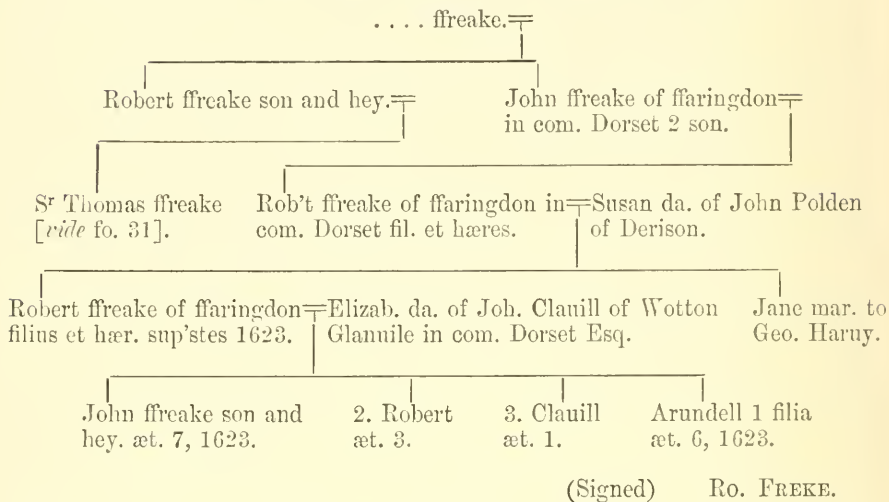 . . . . ffreake.
Robert ffreake son and hey.
John ffreake of ffaringdon
in com. Dorset 2 son.
Sr Thomas ffreake
[vide fo. 31].
Rob't ffreake of ffaringdon in
com. Dorset fil. et hæres.
Susan da. of John Polden
of Derison.
Robert ffreake of ffaringdon
filius et hær. sup'stes 1623.
Elizab. da. of Joh. Clauill of Wotton
Glanuile in com. Dorset Esq.
Jane mar. to
Geo. Haruy.
John ffreake son and
hey. æt. 7, 1623.
2. Robert
æt. 3.
3. Clauill
æt. 1.
Arundell 1 filia
æt. 6, 1623.
(Signed) Ro. Freke.